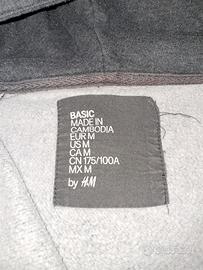 BASIC
MADE IN
CAMBODIA
EUR M
US M
CA M
CN 175/100A
MX M
by H&M